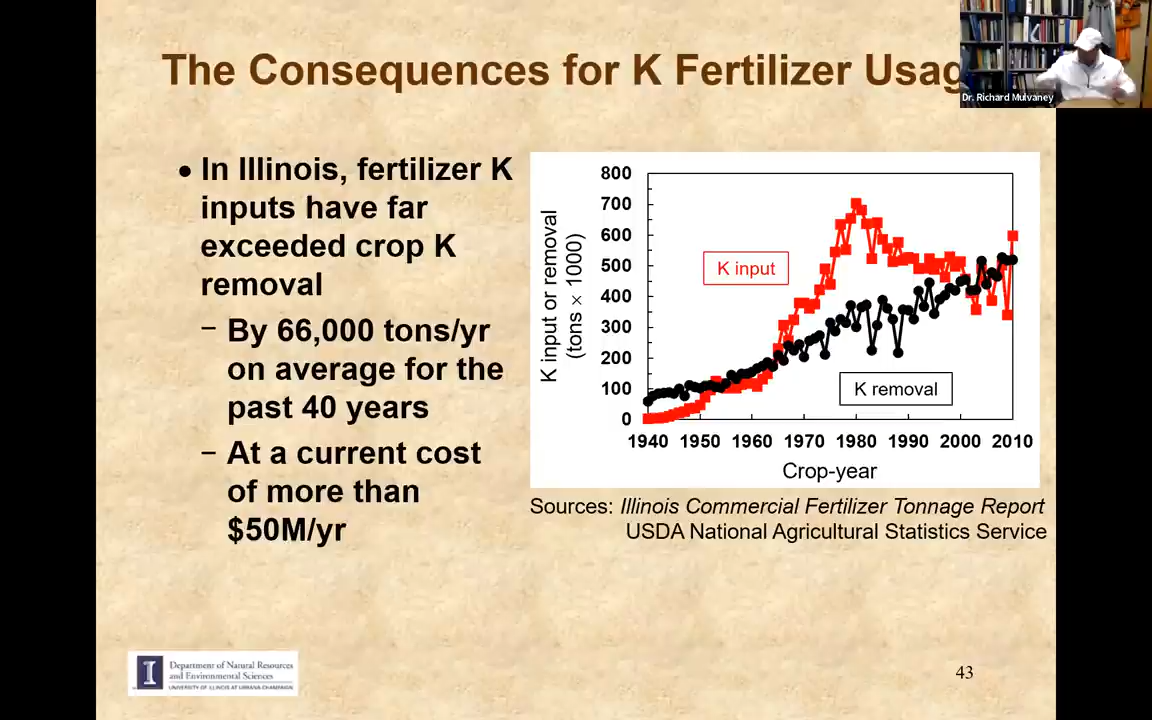 The Consequences for K Fertilizer Usag
Dr. Richard Mulvaney
• In Illinois, fertilizer K
inputs have far
exceeded crop K
removal
– By 66,000 tons/yr
on average for the
past 40 years
– At a current cost
of more than
$50M/yr
K input or removal
(tons × 1000)
800
700
600
500
400
300
200
100
0
K input
K removal
1940 1950 1960 1970 1980 1990 2000 2010
Crop-year
Sources: Illinois Commercial Fertilizer Tonnage Report
USDA National Agricultural Statistics Service
I
Department of Natural Resources
and Environmental Sciences
UNIVERSITY OF ILLINOIS AT URBANA-CHAMPAIGN
43